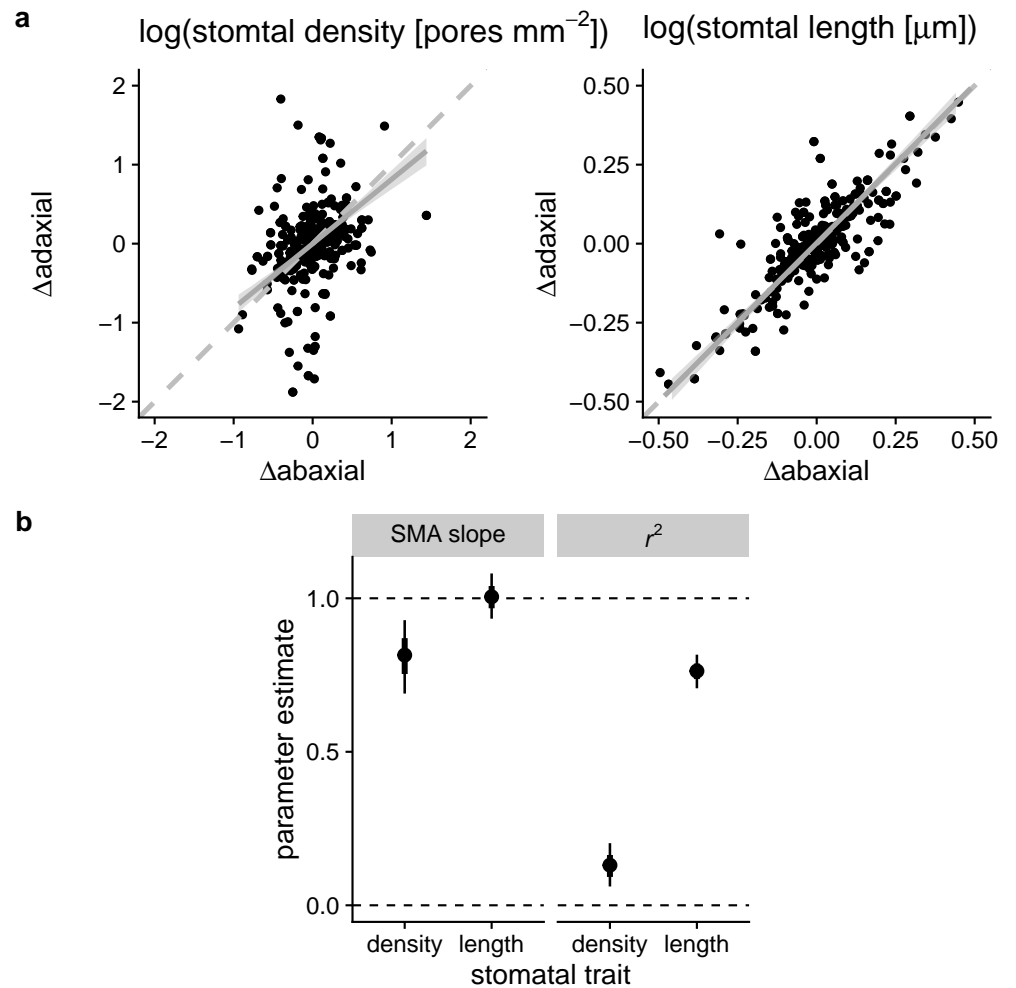 a
log(stomtal density [pores mm⁻²])
log(stomtal length [μm])
2
1
0
−1
−2
Δadaxial
−2 −1 0 1 2
Δabaxial
0.50
0.25
0.00
−0.25
−0.50
Δadaxial
−0.50 −0.25 0.00 0.25 0.50
Δabaxial
b
SMA slope
r²
1.0
0.5
0.0
parameter estimate
density length density length
stomatal trait